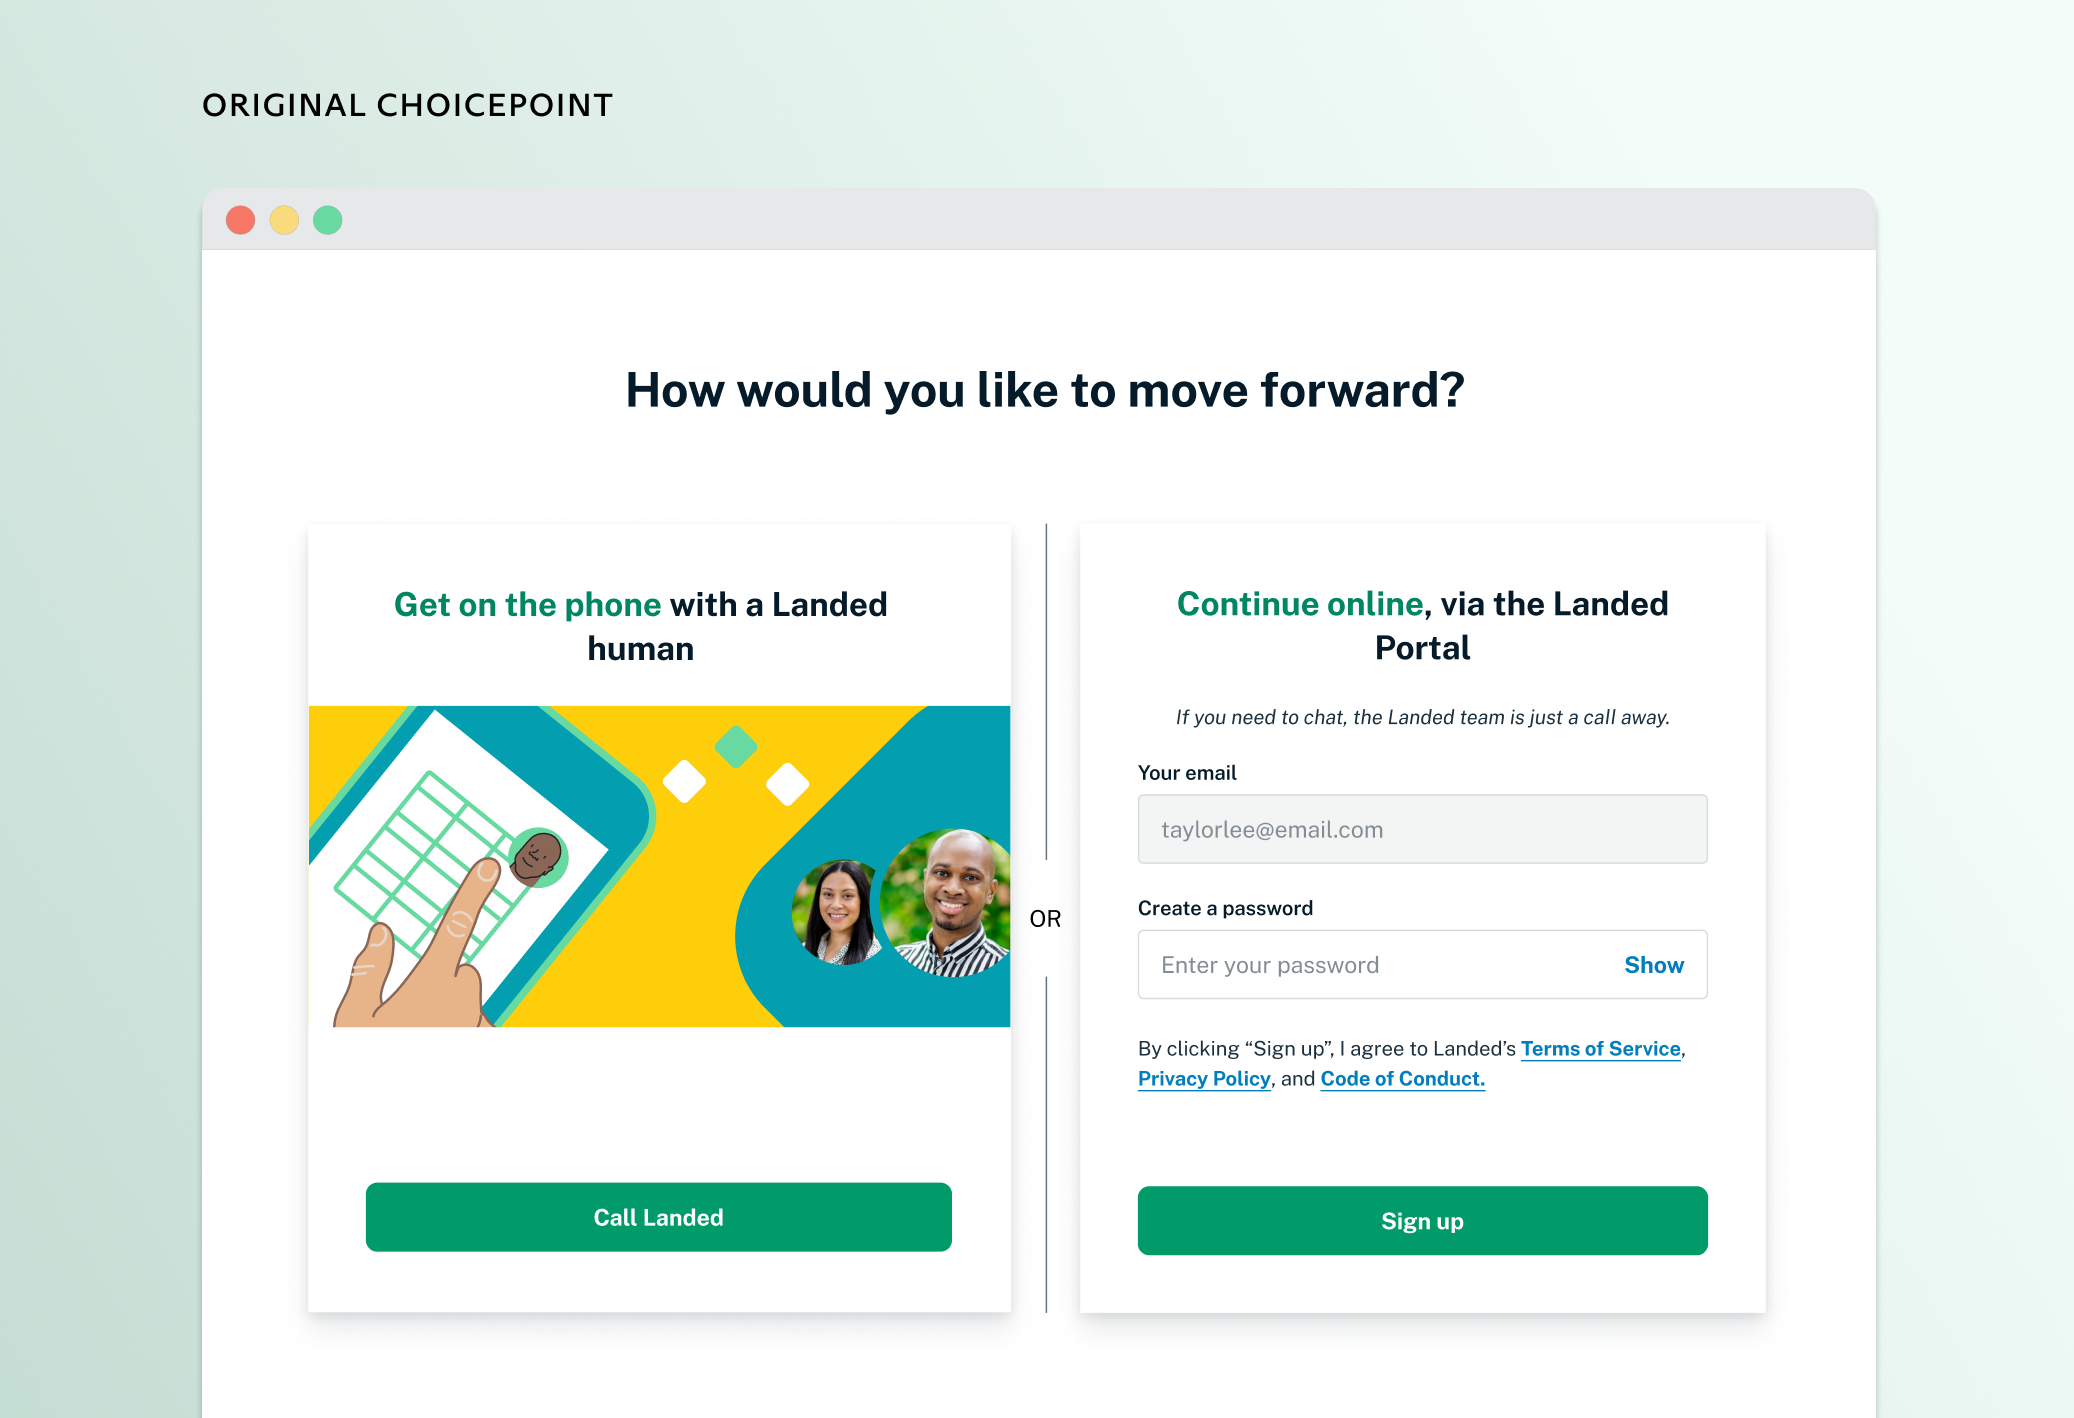 ORIGINAL CHOICEPOINT
How would you like to move forward?
Get on the phone with a Landed
human
Call Landed
OR
Continue online, via the Landed
Portal
If you need to chat, the Landed team is just a call away.
Your email
taylorlee@email.com
Create a password
Enter your password
Show
By clicking “Sign up”, I agree to Landed’s Terms of Service,
Privacy Policy, and Code of Conduct.
Sign up